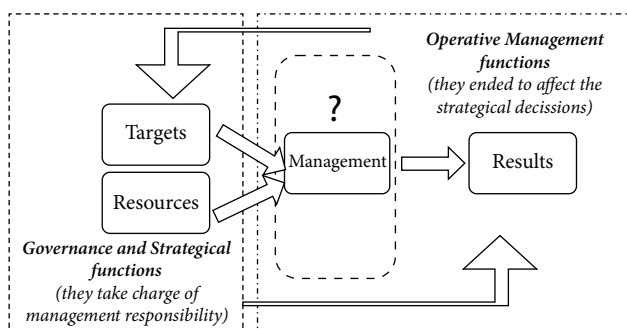 Operative Management
functions
(they ended to affect the
strategical decissions)
?
Targets
Management
Results
Resources
Governance and Strategical
functions
(they take charge of
management responsibility)